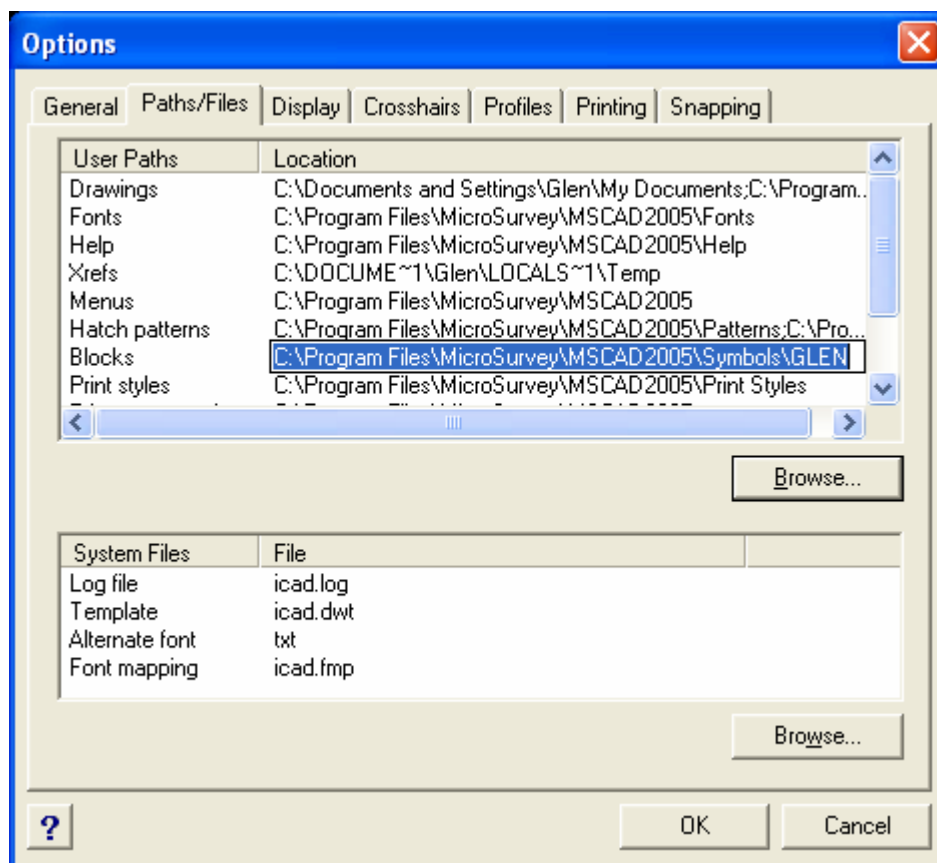 Options
General Paths/Files Display Crosshairs Profiles Printing Snapping
User Paths Location
Drawings C:\Documents and Settings\Glen\My Documents;C:\Program..
Fonts C:\Program Files\MicroSurvey\MSCAD2005\Fonts
Help C:\Program Files\MicroSurvey\MSCAD2005\Help
Xrefs C:\DOCUME~1\Glen\LOCALS~1\Temp
Menus C:\Program Files\MicroSurvey\MSCAD2005
Hatch patterns C:\Program Files\MicroSurvey\MSCAD2005\Patterns;C:\Pro...
Blocks C:\Program Files\MicroSurvey\MSCAD2005\Symbols\GLEN
Print styles C:\Program Files\MicroSurvey\MSCAD2005\Print Styles
Browse...
System Files File
Log file icad.log
Template icad.dwt
Alternate font txt
Font mapping icad.fmp
Browse...
? OK Cancel